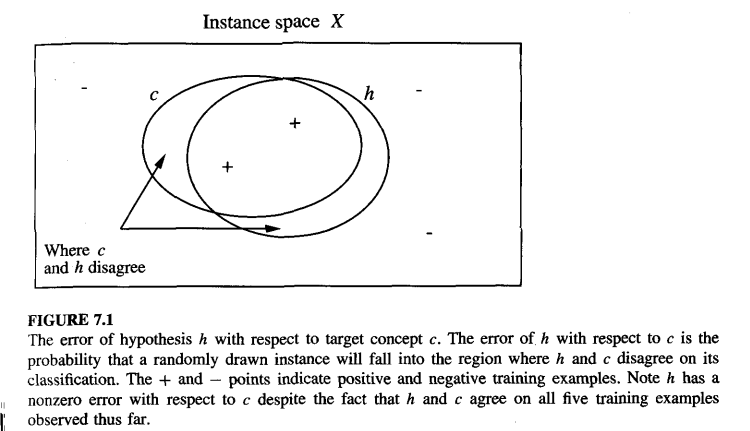 Instance space X
-
c
h
-
+
+
-
Where c
and h disagree
FIGURE 7.1
The error of hypothesis h with respect to target concept c. The error of h with respect to c is the
probability that a randomly drawn instance will fall into the region where h and c disagree on its
classification. The + and − points indicate positive and negative training examples. Note h has a
nonzero error with respect to c despite the fact that h and c agree on all five training examples
observed thus far.